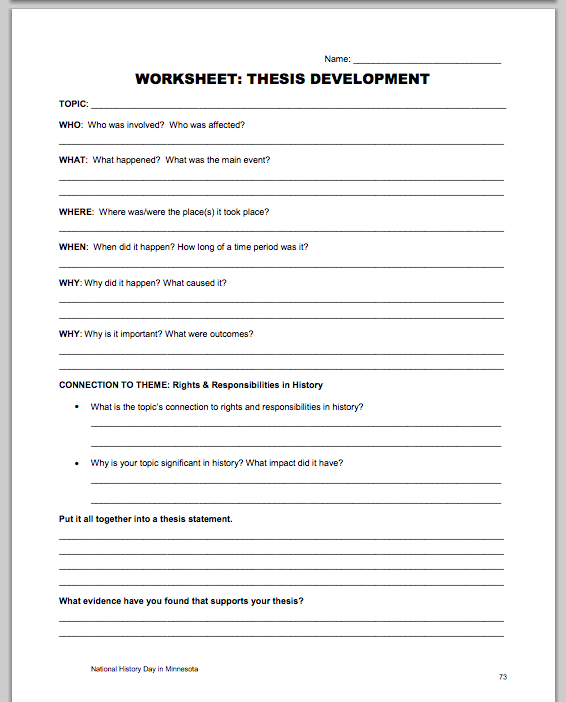 Name: ______________________________
WORKSHEET: THESIS DEVELOPMENT
TOPIC: ______________________________
WHO: Who was involved? Who was affected?
WHAT: What happened? What was the main event?
WHERE: Where was/were the place(s) it took place?
WHEN: When did it happen? How long of a time period was it?
WHY: Why did it happen? What caused it?
WHY: Why is it important? What were outcomes?
CONNECTION TO THEME: Rights & Responsibilities in History
• What is the topic's connection to rights and responsibilities in history?
• Why is your topic significant in history? What impact did it have?
Put it all together into a thesis statement.
What evidence have you found that supports your thesis?
National History Day in Minnesota
73